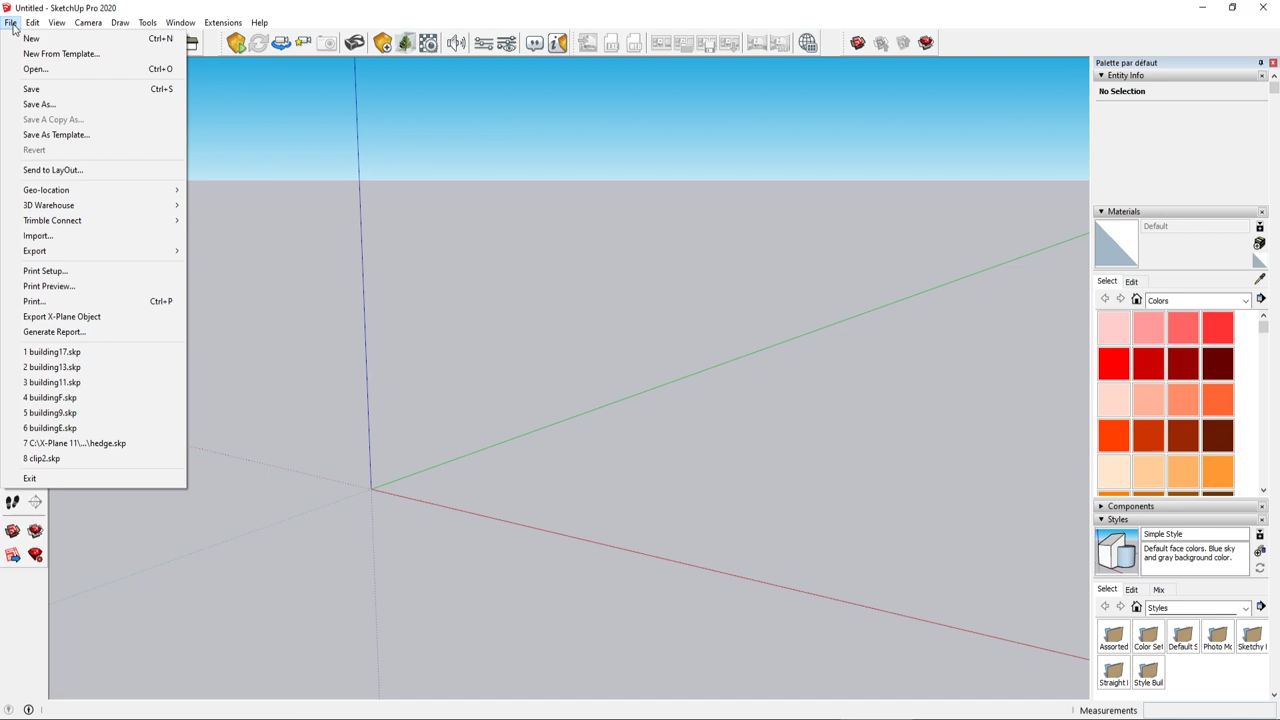 Untitled - SketchUp Pro 2020
File Edit View Camera Draw Tools Window Extensions Help
New Ctrl+N
New From Template...
Open... Ctrl+O
Save Ctrl+S
Save As...
Save A Copy As...
Save As Template...
Revert
Send to LayOut...
Geo-location
3D Warehouse
Trimble Connect
Import...
Export
Print Setup...
Print Preview...
Print... Ctrl+P
Export X-Plane Object
Generate Report...
1 building17.skp
2 building13.skp
3 building11.skp
4 buildingF.skp
5 building9.skp
6 buildingE.skp
7 C:\X-Plane 11\...\hedge.skp
8 clip2.skp
Exit
Palette par défaut
Entity Info
No Selection
Materials
Default
Select Edit
Colors
Components
Styles
Simple Style
Default face colors. Blue sky
and gray background color.
Select Edit Mix
Styles
Assorted Color Set Default S Photo Mo Sketchy
Straight Style Buil
Measurements